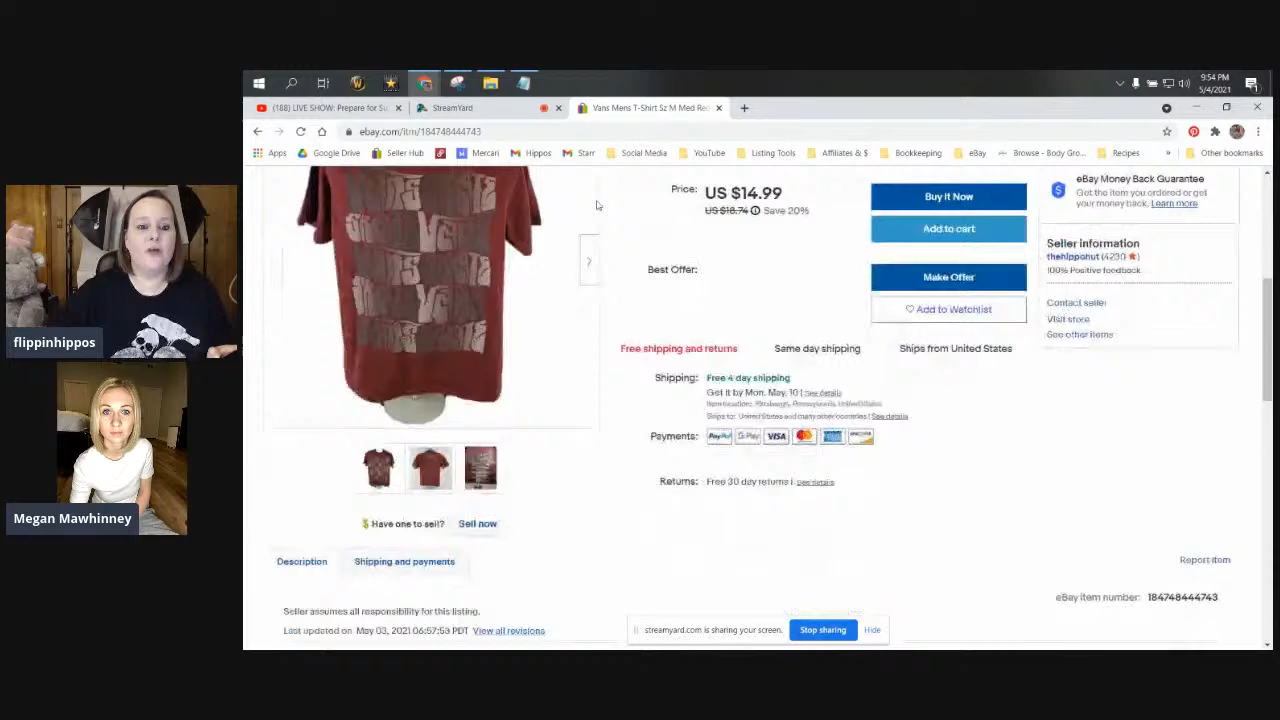 9:54 PM
5/4/2021
(188) LIVE SHOW: Prepare for Su
StreamYard
Vans Mens T-Shirt Sz M Med Red
ebay.com/itm/184748444743
Apps
Google Drive
Seller Hub
Mercari
Hippos
Starr
Social Media
YouTube
Listing Tools
Affiliates & $
Bookkeeping
eBay
Browse - Body Gro...
Recipes
»
Other bookmarks
eBay Money Back Guarantee
Get the item you ordered or get
your money back. Learn more
Price:
US $14.99
US $18.74
Save 20%
Buy It Now
Add to cart
Best Offer:
Make Offer
Add to Watchlist
Seller information
thehippohut (4230
)
100% Positive feedback
Contact seller
Visit store
See other items
Free shipping and returns
Same day shipping
Ships from United States
Shipping:
Free 4 day shipping
Get it by Mon, May. 10 | See details
Item location: Pittsburgh, Pennsylvania, United States
Ships to: United States and many other countries | See details
Payments:
PayPal
G Pay
VISA
DISCOVER
Returns:
Free 30 day returns | See details
Have one to sell?
Sell now
Description
Shipping and payments
Report item
eBay item number:
184748444743
Seller assumes all responsibility for this listing.
Last updated on May 03, 2021 06:57:53 PDT View all revisions
streamyard.com is sharing your screen.
Stop sharing
Hide
flippinhippos
Megan Mawhinney